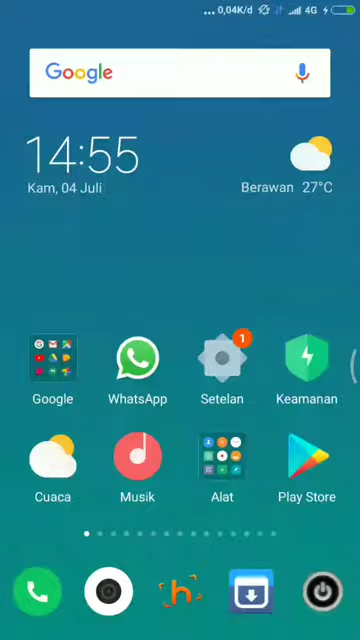 ... 0,04K/d 4G
Google
14:55
Kam, 04 Juli
Berawan 27°C
1
Google WhatsApp Setelan Keamanan
Cuaca Musik Alat Play Store
h